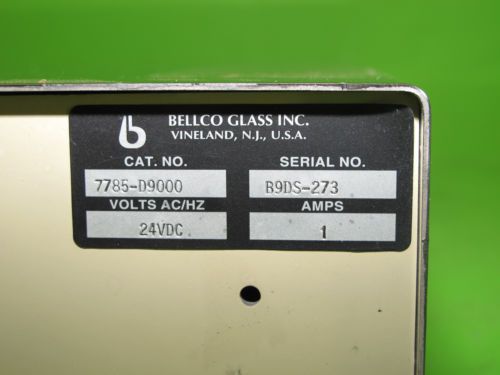 b BELLCO GLASS INC.
VINELAND, N.J., U.S.A.
CAT. NO. SERIAL NO.
7785-D9000 B9DS-273
VOLTS AC/HZ AMPS
24VDC 1